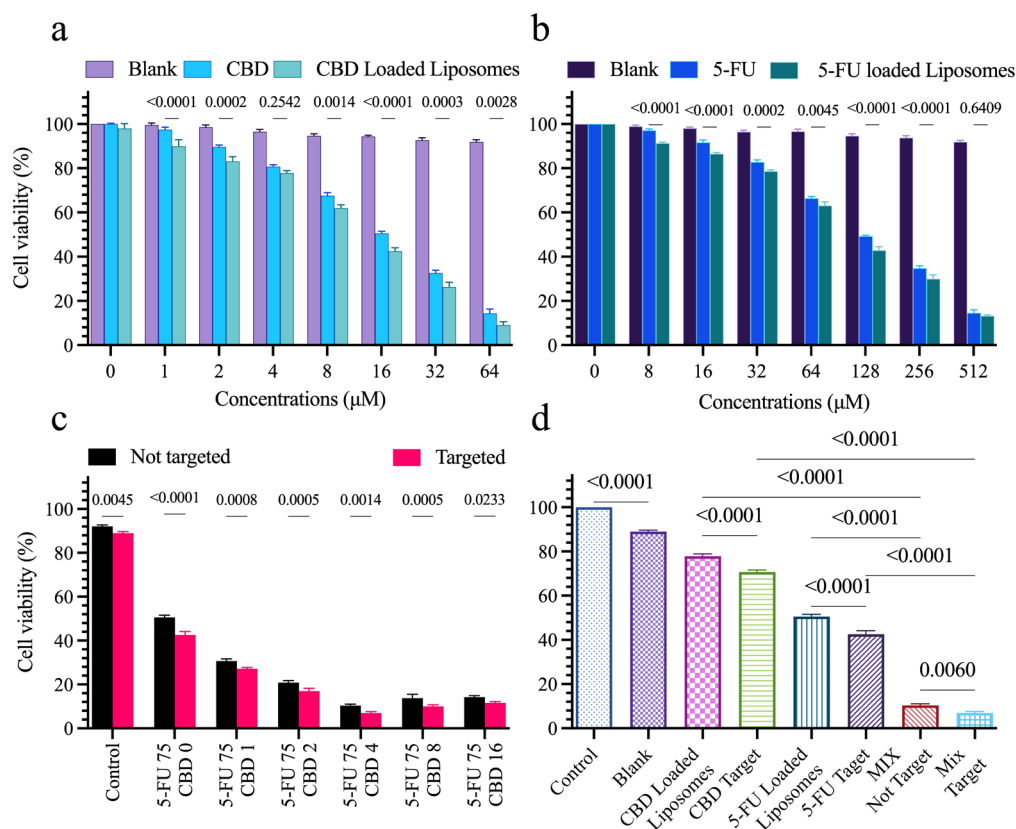 a
Blank CBD CBD Loaded Liposomes
<0.0001 0.0002 0.2542 0.0014 <0.0001 0.0003 0.0028
Cell viability (%)
100
80
60
40
20
0
0 1 2 4 8 16 32 64
Concentrations (μM)
b
Blank 5-FU 5-FU loaded Liposomes
<0.0001 <0.0001 0.0002 0.0045 <0.0001 <0.0001 0.6409
100
80
60
40
20
0
0 8 16 32 64 128 256 512
Concentrations (μM)
c
Not targeted Targeted
0.0045 <0.0001 0.0008 0.0005 0.0014 0.0005 0.0233
Cell viability (%)
100
80
60
40
20
0
Control
5-FU 75
CBD 0
5-FU 75
CBD 1
5-FU 75
CBD 2
5-FU 75
CBD 4
5-FU 75
CBD 8
5-FU 75
CBD 16
d
<0.0001
<0.0001
<0.0001
<0.0001 <0.0001
<0.0001
<0.0001
0.0060
100
80
60
40
20
0
Control
Blank
CBD Loaded
Liposomes
CBD Target
5-FU Loaded
Liposomes
5-FU Taget
MIX
Not Target
Mix
Target